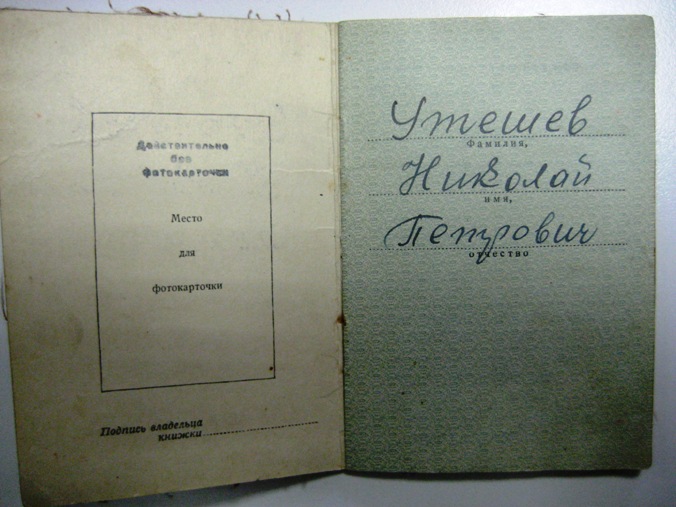 Действительно
без
фотокарточки
Место
для
фотокарточки
Подпись владельца
книжки
Утешев
Фамилия,
Николай
имя,
Петрович
отчество